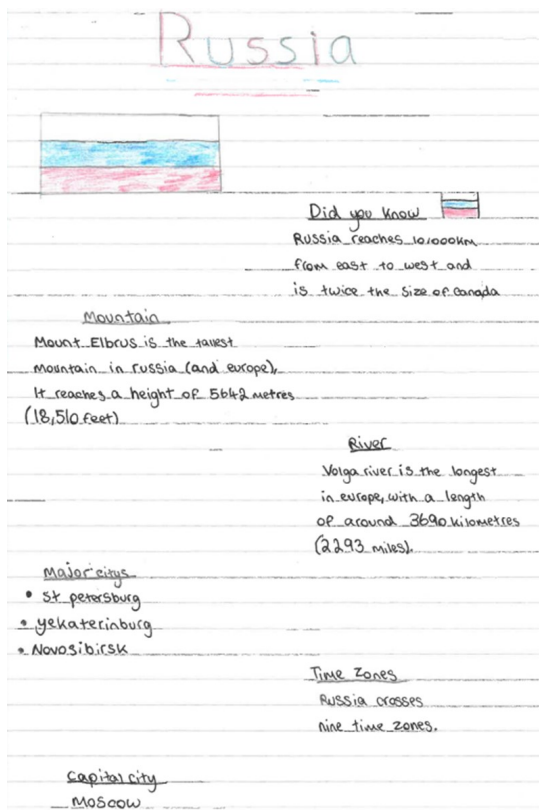 Russia
Did you know
Russia reaches 10,000km
from east to west and
is twice the size of canada
Mountain
Mount Elbrus is the tallest
mountain in russia (and europe),
It reaches a height of 5642 metres
(18,510 feet)
River
Volga river is the longest
in europe, with a length
of around 3690 kilometres
(2293 miles).
Major citys
• St petersburg
• yekaterinburg
• Novosibirsk
Time Zones
Russia crosses
nine time zones.
Capital city
Moscow